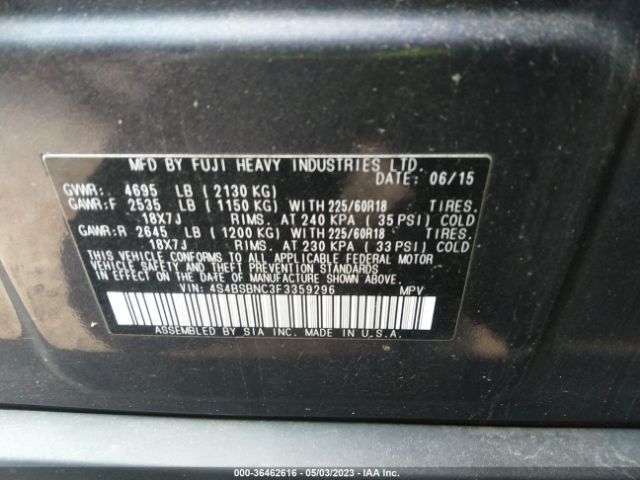 MFD BY FUJI HEAVY INDUSTRIES LTD.
DATE: 06/15
GVWR: 4695 LB ( 2130 KG)
GAWR:F 2535 LB ( 1150 KG) WITH 225/60R18 TIRES.
18X7J RIMS. AT 240 KPA ( 35 PSI) COLD
GAWR:R 2645 LB ( 1200 KG) WITH 225/60R18 TIRES.
18X7J RIMS. AT 230 KPA ( 33 PSI) COLD
THIS VEHICLE CONFORMS TO ALL APPLICABLE FEDERAL MOTOR
VEHICLE SAFETY AND THEFT PREVENTION STANDARDS
IN EFFECT ON THE DATE OF MANUFACTURE SHOWN ABOVE.
VIN: 4S4BSBNC3F3359296 MPV
ASSEMBLED BY SIA INC. MADE IN U.S.A.
000-36462616 - 05/03/2023 - ©IAA Inc.